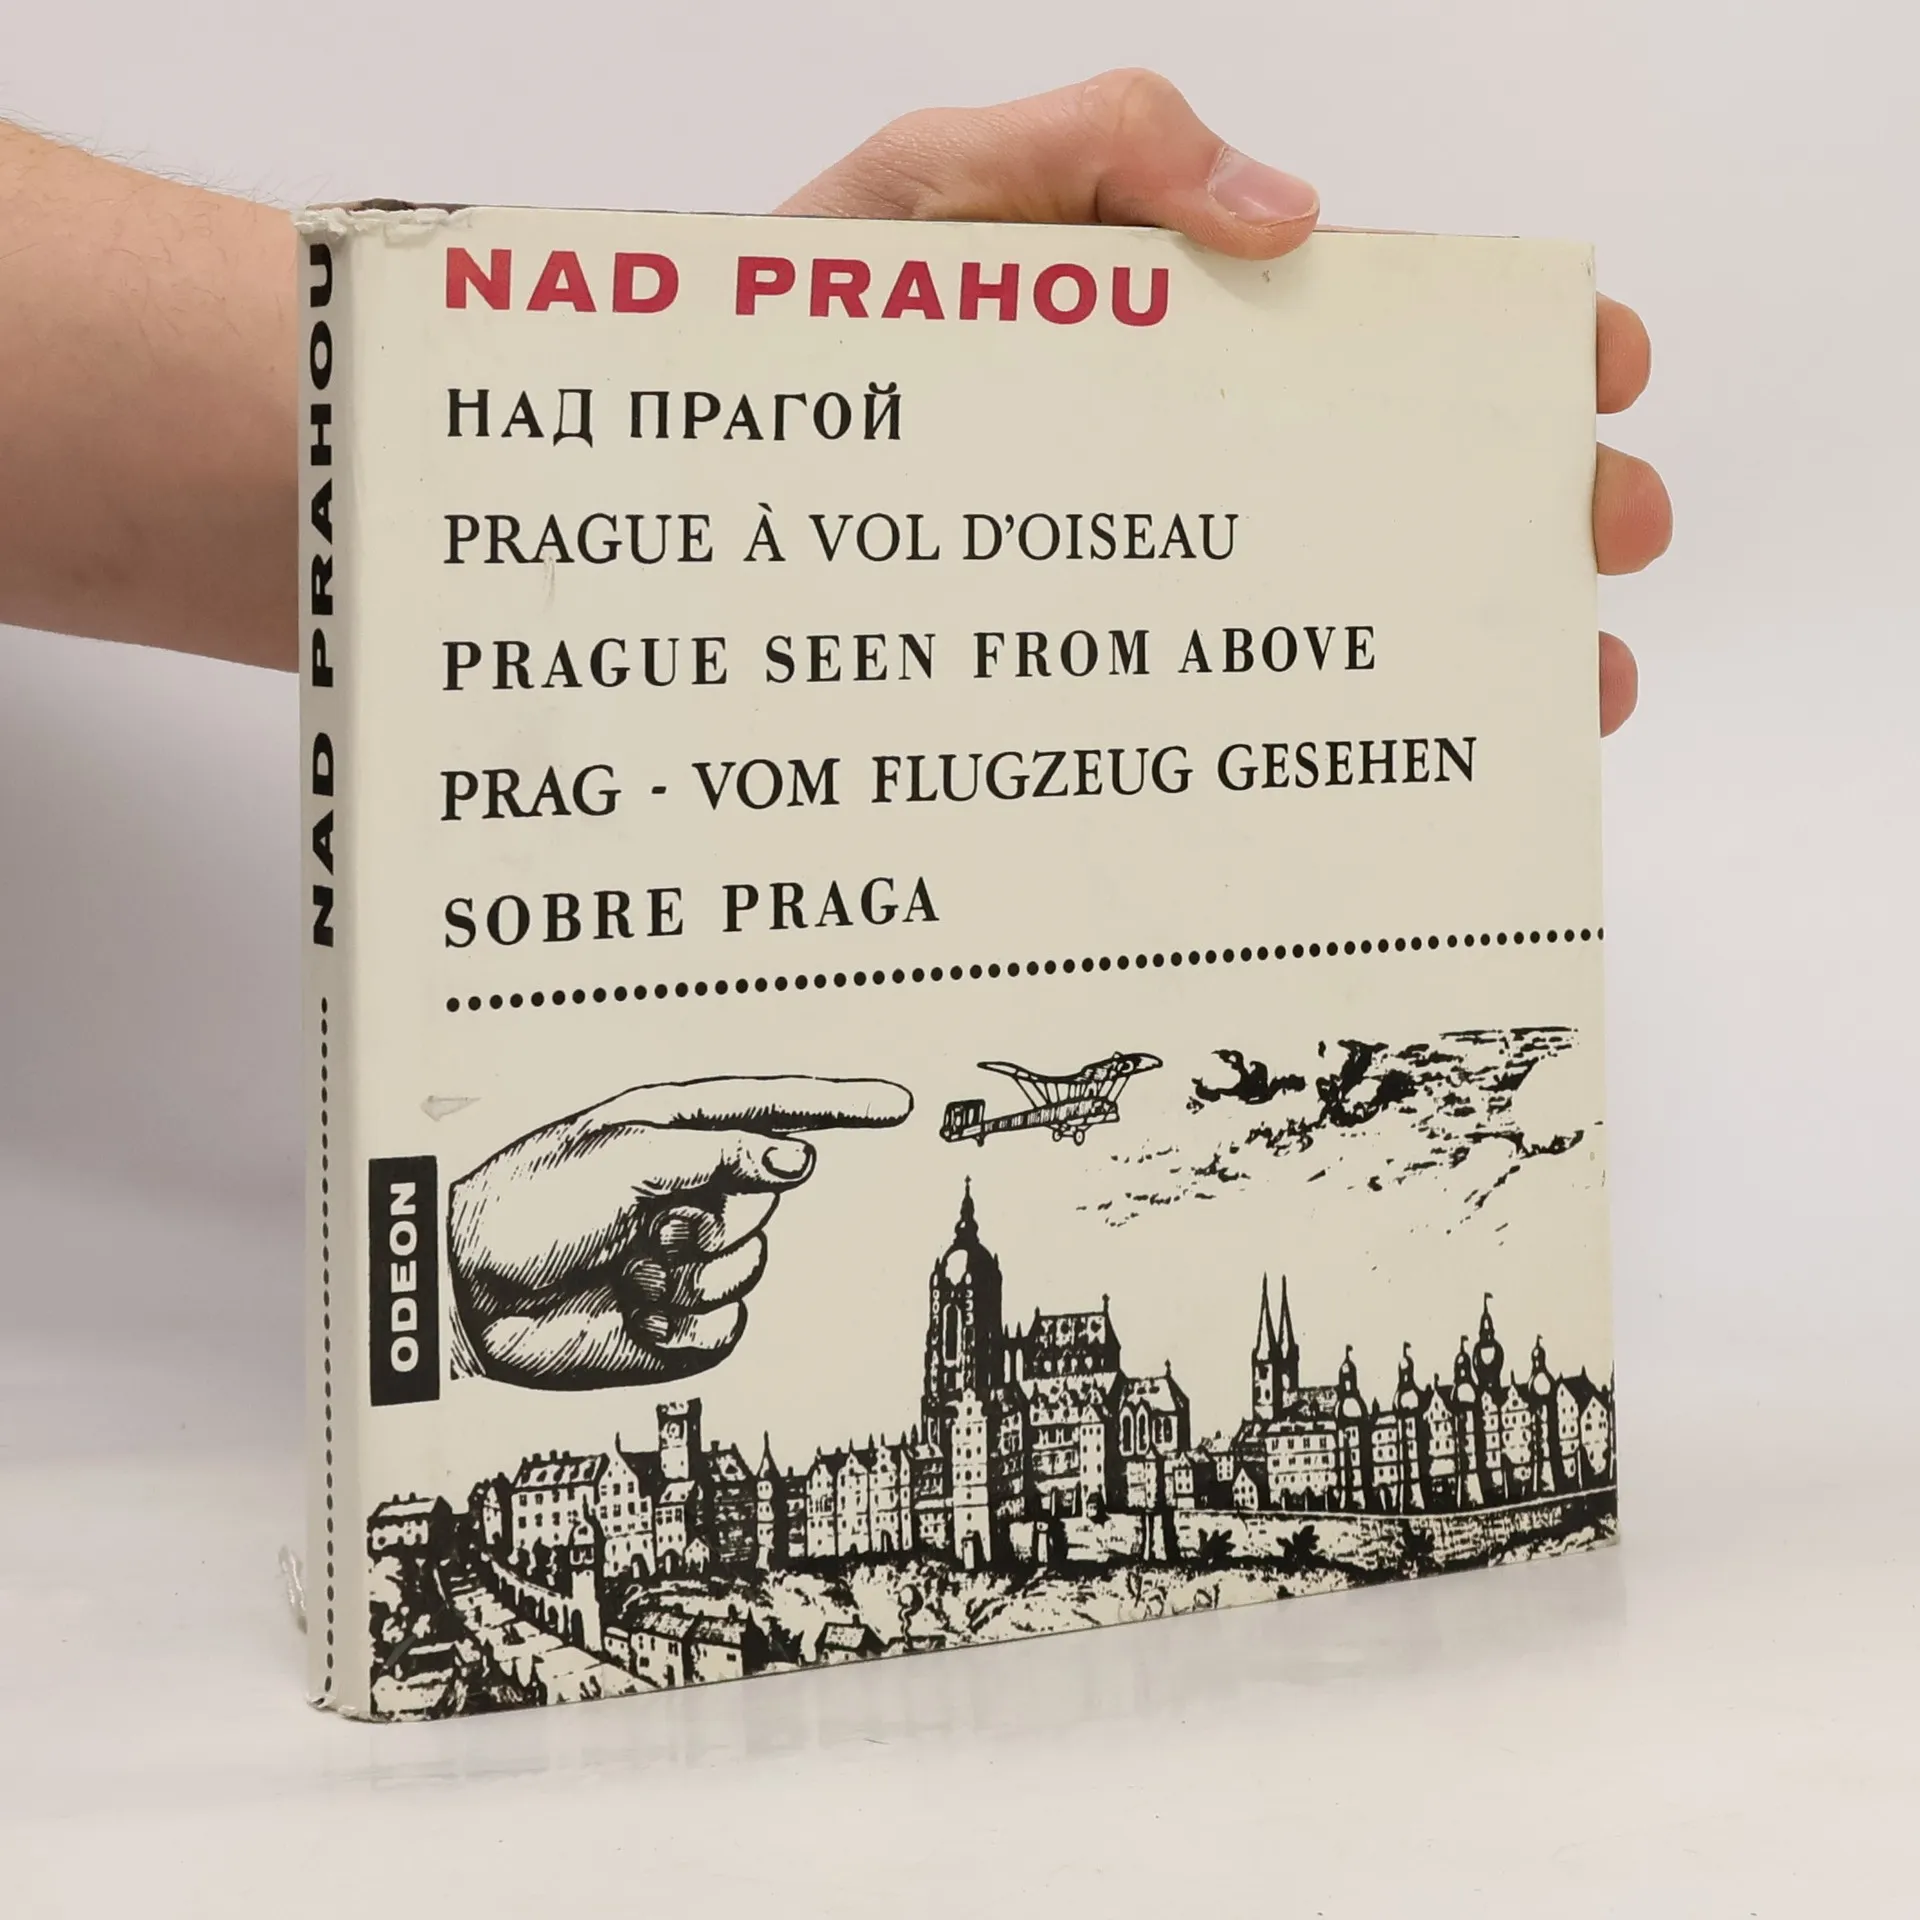 NAD PRAHOU
НАД ПРАГОЙ
PRAGUE À VOL D'OISEAU
PRAGUE SEEN FROM ABOVE
PRAG - VOM FLUGZEUG GESEHEN
SOBRE PRAGA
ODEON
NAD PRAHOU